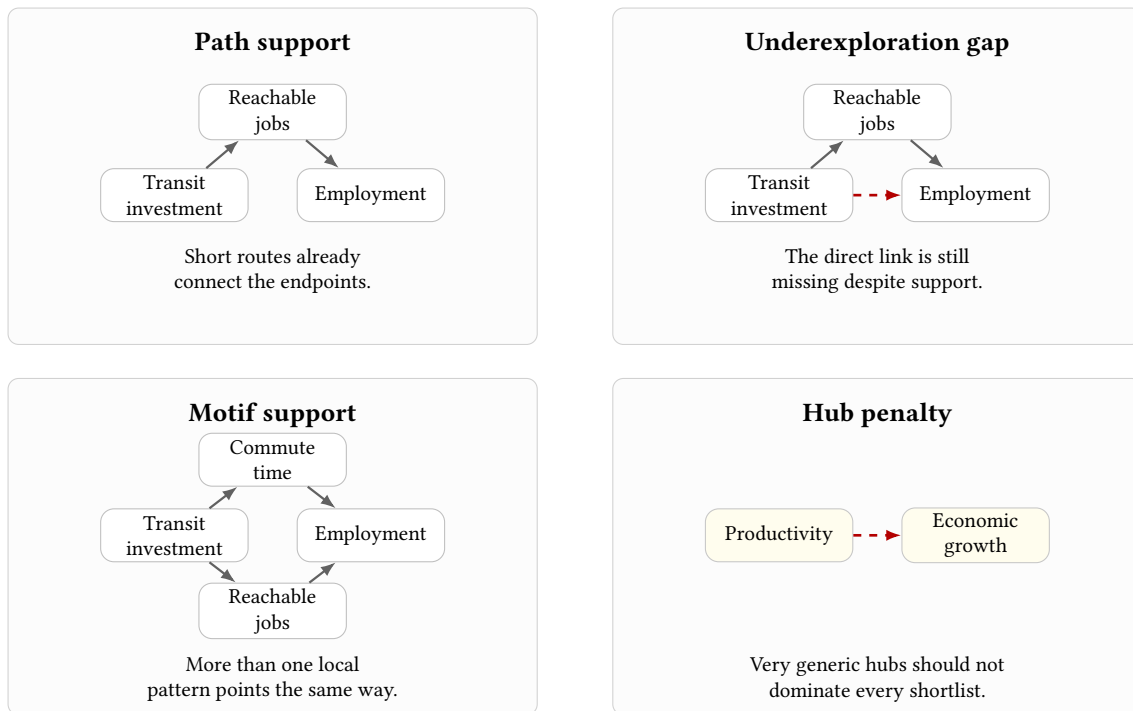 Path support
Reachable
jobs
Transit
investment
Employment
Short routes already
connect the endpoints.
Underexploration gap
Reachable
jobs
Transit
investment
Employment
The direct link is still
missing despite support.
Motif support
Commute
time
Transit
investment
Employment
Reachable
jobs
More than one local
pattern points the same way.
Hub penalty
Productivity
Economic
growth
Very generic hubs should not
dominate every shortlist.